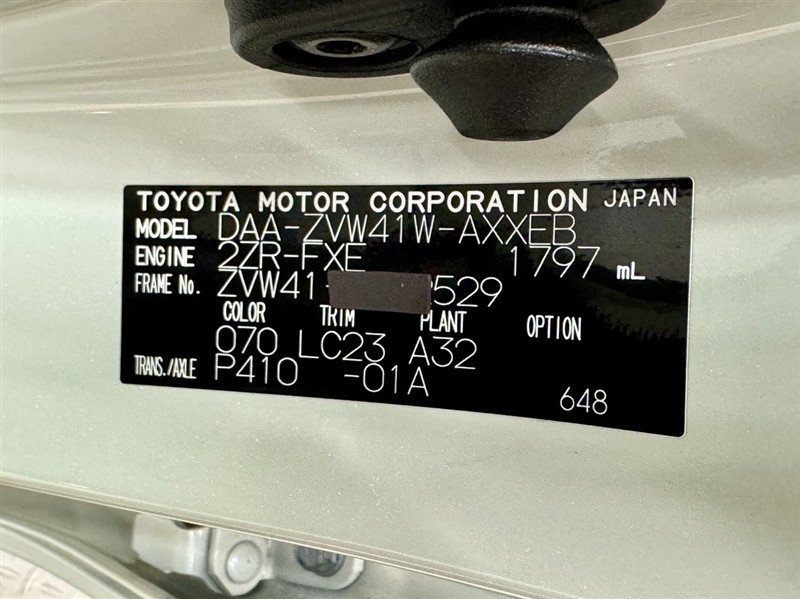 TOYOTA MOTOR CORPORATION JAPAN
MODEL DAA-ZVW41W-AXXEB
ENGINE 2ZR-FXE 1797 mL
FRAME No. ZVW41- 529
COLOR TRIM PLANT OPTION
070 LC23 A32
TRANS./AXLE P410 -01A
648